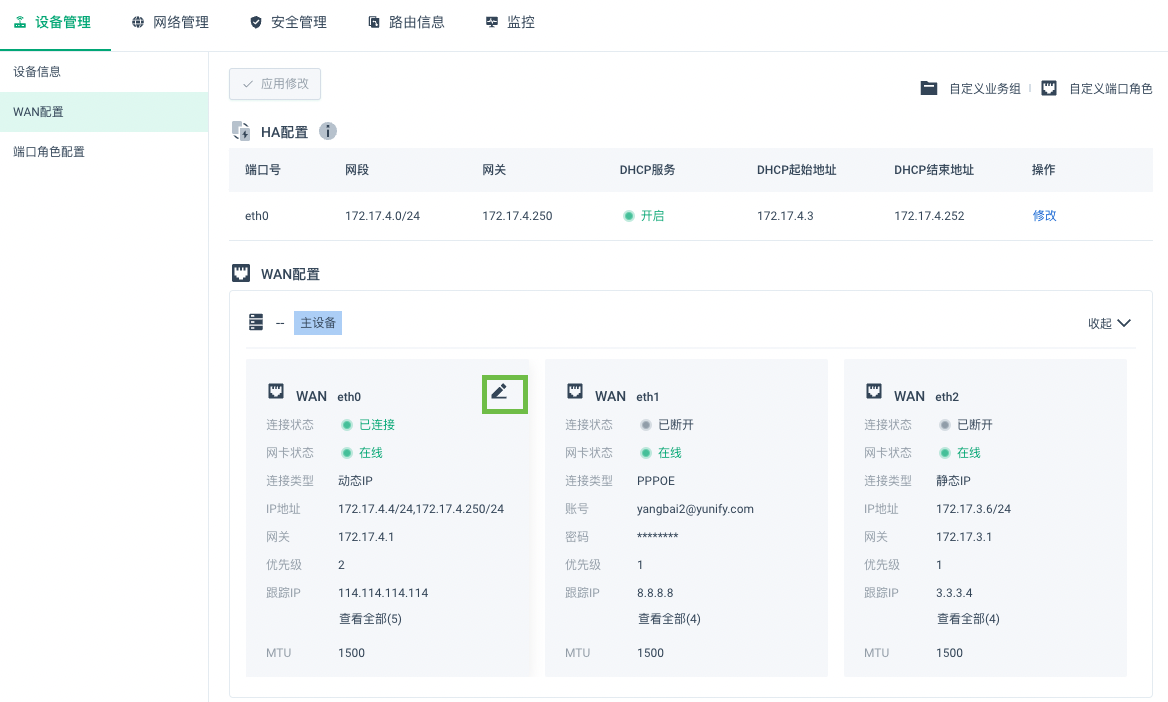 设备管理 网络管理 安全管理 路由信息 监控
设备信息
WAN配置
端口角色配置
应用修改
自定义业务组 自定义端口角色
HA配置
端口号 网段 网关 DHCP服务 DHCP起始地址 DHCP结束地址 操作
eth0 172.17.4.0/24 172.17.4.250 开启 172.17.4.3 172.17.4.252 修改
WAN配置
-- 主设备 收起
WAN eth0
连接状态 已连接
网卡状态 在线
连接类型 动态IP
IP地址 172.17.4.4/24,172.17.4.250/24
网关 172.17.4.1
优先级 2
跟踪IP 114.114.114.114
查看全部(5)
MTU 1500
WAN eth1
连接状态 已断开
网卡状态 在线
连接类型 PPPOE
账号 yangbai2@yunify.com
密码 ********
优先级 1
跟踪IP 8.8.8.8
查看全部(4)
MTU 1500
WAN eth2
连接状态 已断开
网卡状态 在线
连接类型 静态IP
IP地址 172.17.3.6/24
网关 172.17.3.1
优先级 1
跟踪IP 3.3.3.4
查看全部(4)
MTU 1500